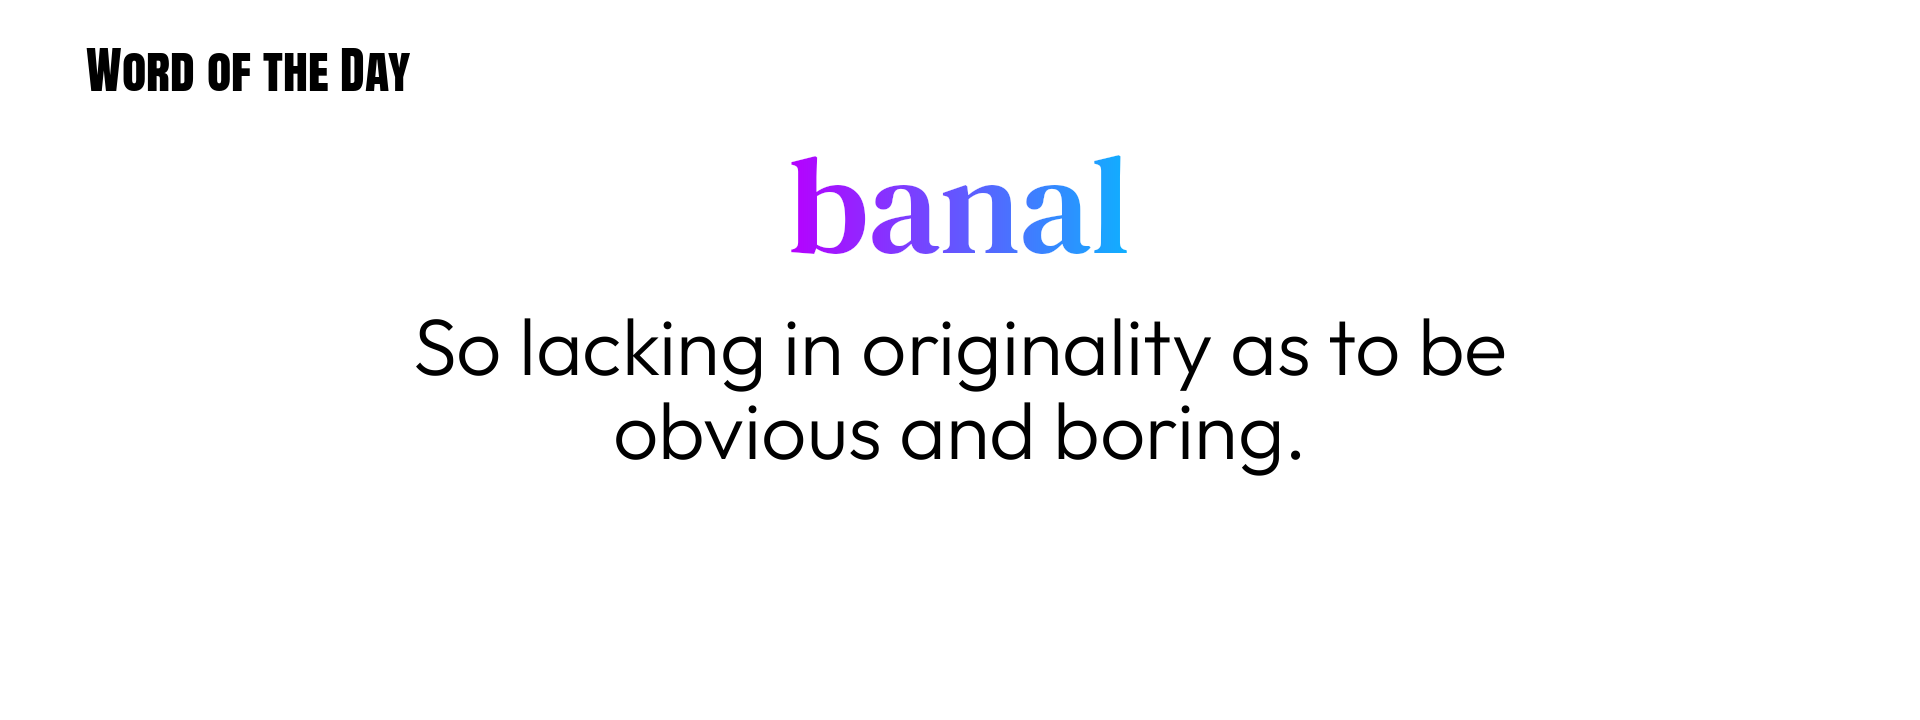 Word of the Day
banal
So lacking in originality as to be
obvious and boring.